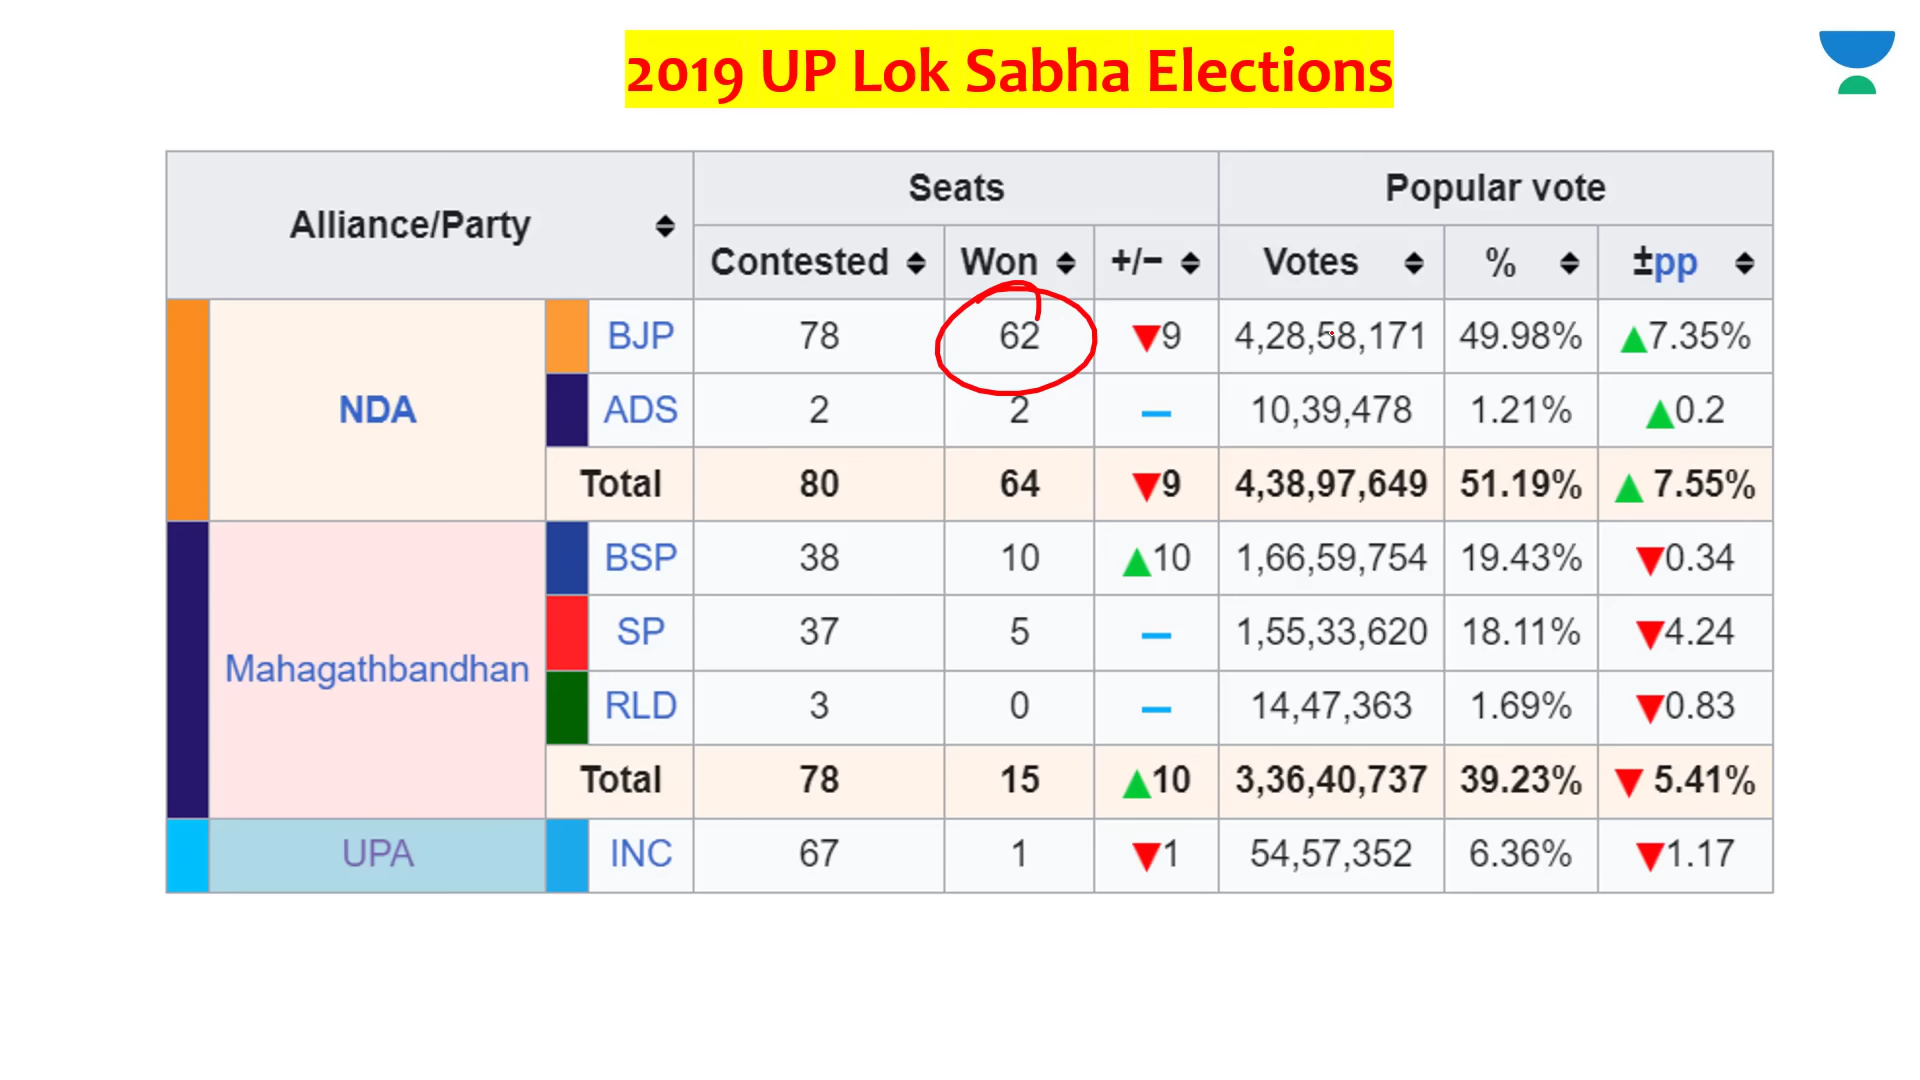 2019 UP Lok Sabha Elections
Alliance/Party Seats Popular vote
Contested Won +/− Votes % ±pp
NDA BJP 78 62 ▼9 4,28,58,171 49.98% ▲7.35%
ADS 2 2 – 10,39,478 1.21% ▲0.2
Total 80 64 ▼9 4,38,97,649 51.19% ▲ 7.55%
Mahagathbandhan BSP 38 10 ▲10 1,66,59,754 19.43% ▼0.34
SP 37 5 – 1,55,33,620 18.11% ▼4.24
RLD 3 0 – 14,47,363 1.69% ▼0.83
Total 78 15 ▲10 3,36,40,737 39.23% ▼ 5.41%
UPA INC 67 1 ▼1 54,57,352 6.36% ▼1.17